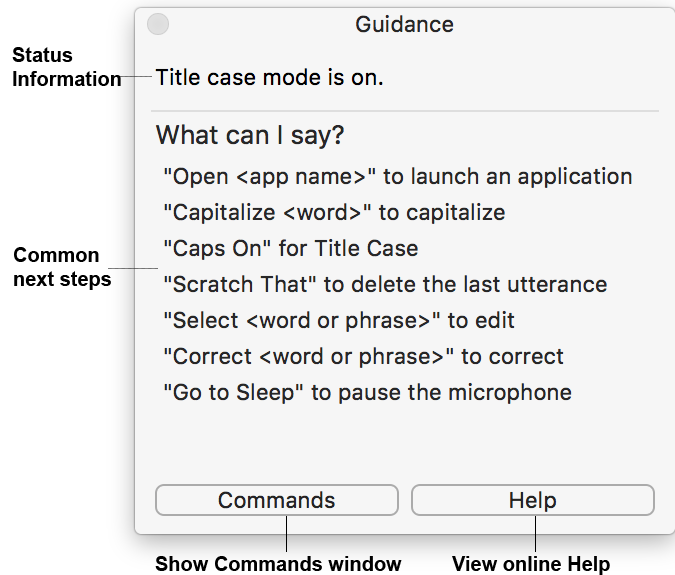 Guidance
Status
Information
Title case mode is on.
What can I say?
"Open <app name>" to launch an application
"Capitalize <word>" to capitalize
"Caps On" for Title Case
Common
next steps
"Scratch That" to delete the last utterance
"Select <word or phrase>" to edit
"Correct <word or phrase>" to correct
"Go to Sleep" to pause the microphone
Commands
Help
Show Commands window
View online Help